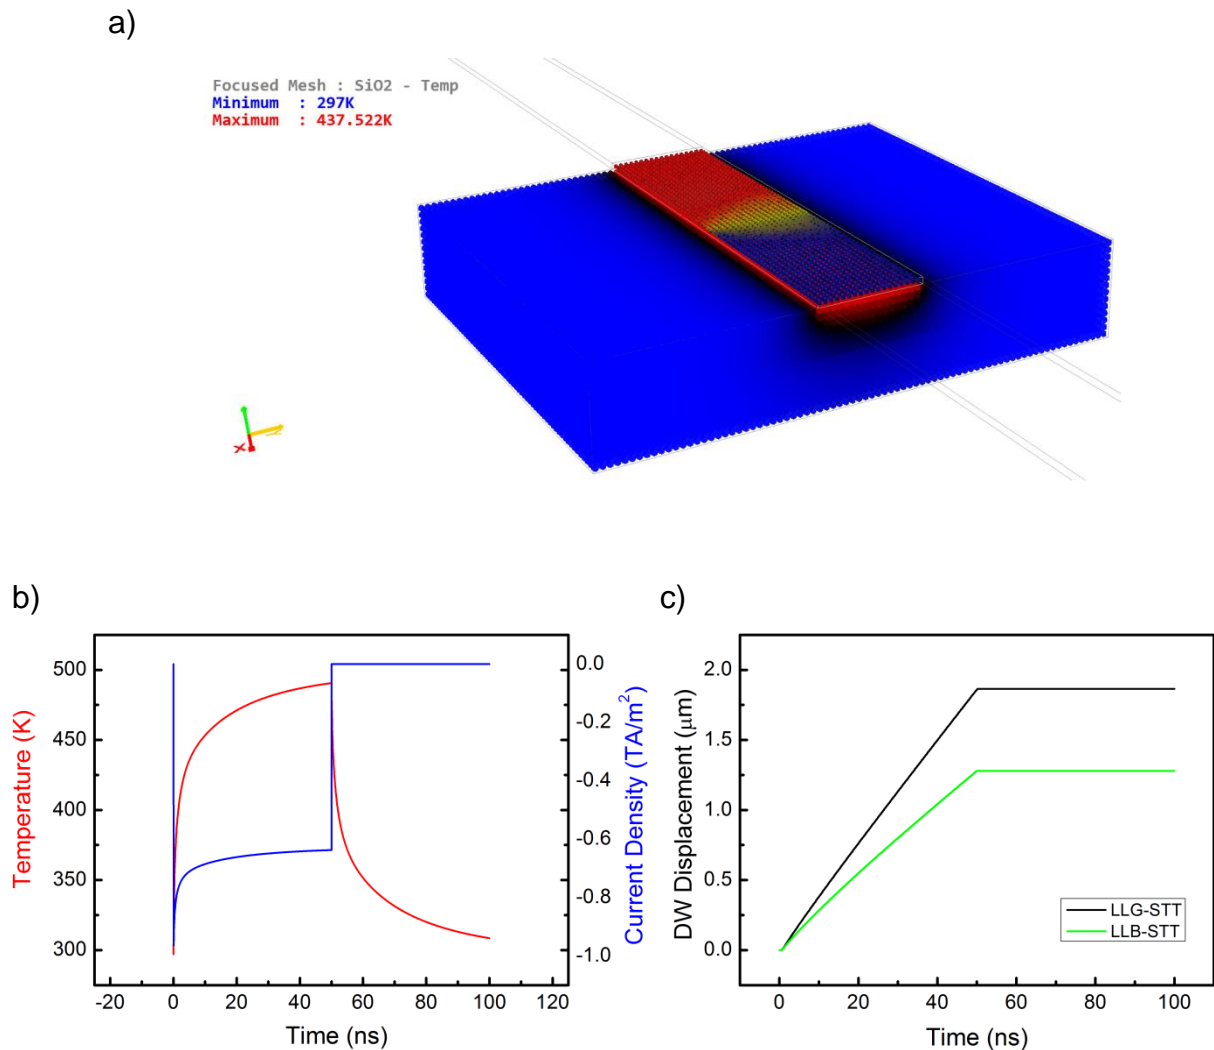 a)
Focused Mesh : SiO2 - Temp
Minimum : 297K
Maximum : 437.522K
X
Y
b)
500
450
400
350
300
Temperature (K)
0.0
-0.2
-0.4
-0.6
-0.8
-1.0
Current Density (TA/m²)
-20 0 20 40 60 80 100 120
Time (ns)
c)
2.0
1.5
1.0
0.5
0.0
DW Displacement (μm)
LLG-STT
LLB-STT
0 20 40 60 80 100
Time (ns)